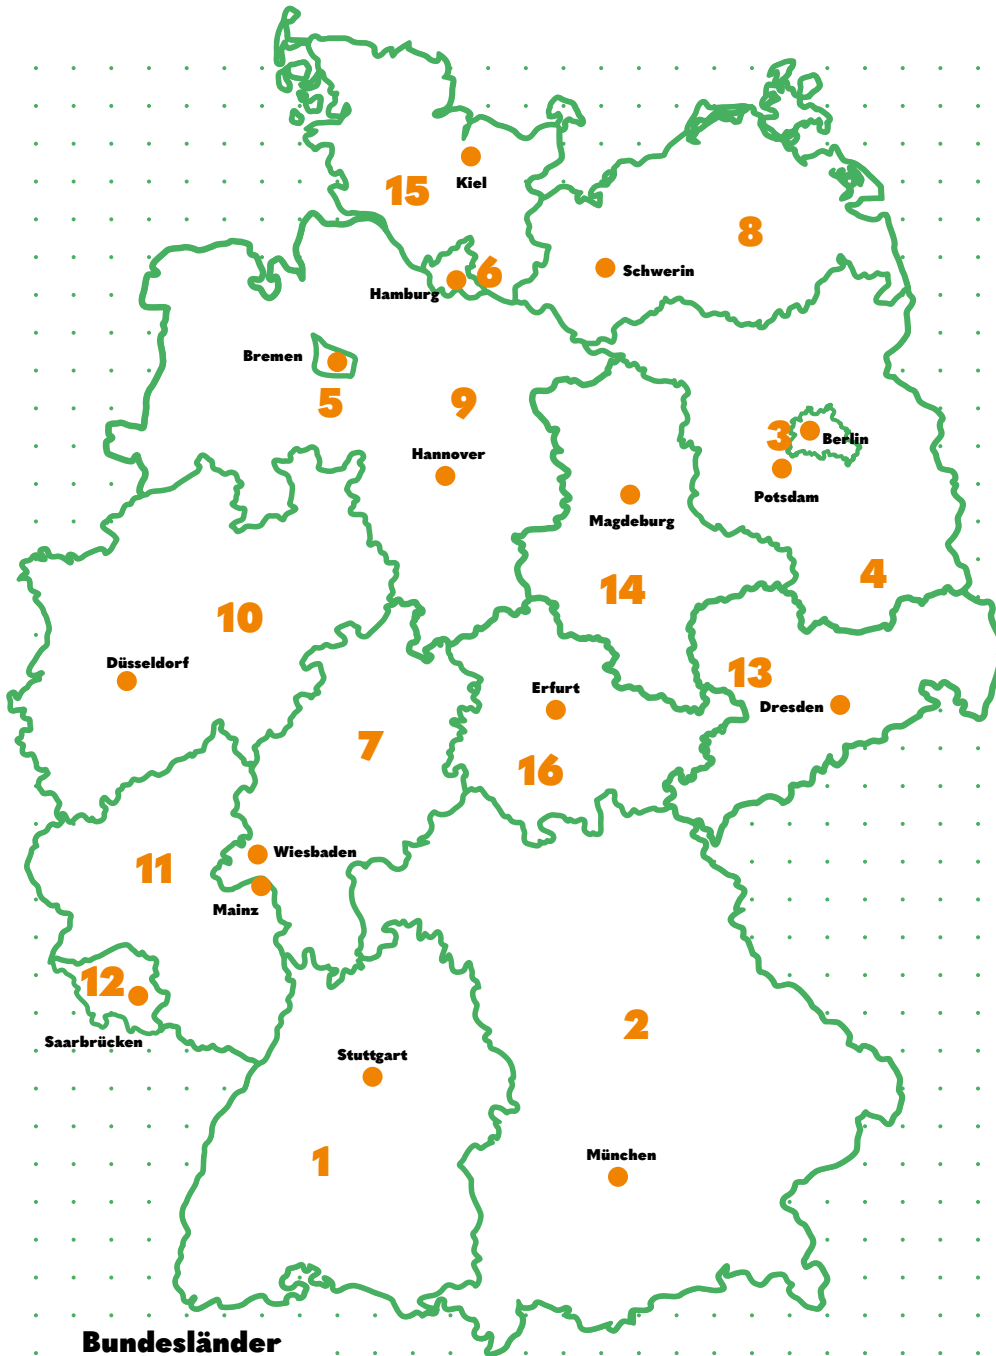 Kiel
15
8
6
Schwerin
Hamburg
Bremen
5
9
3
Berlin
Hannover
Potsdam
Magdeburg
4
14
10
Düsseldorf
13
Erfurt
Dresden
7
16
Wiesbaden
11
Mainz
12
2
Saarbrücken
Stuttgart
1
München
Bundesländer